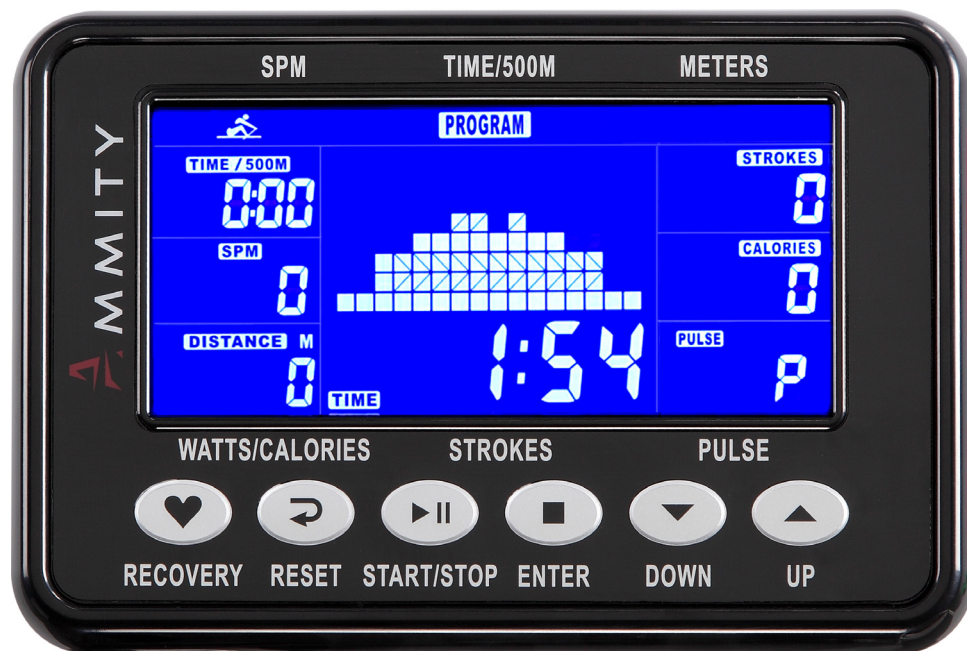 SPM TIME/500M METERS
AMMITY
PROGRAM
TIME / 500M
0:00
SPM
0
DISTANCE M
0
TIME
1:54
STROKES
0
CALORIES
0
PULSE
P
WATTS/CALORIES STROKES PULSE
RECOVERY RESET START/STOP ENTER DOWN UP